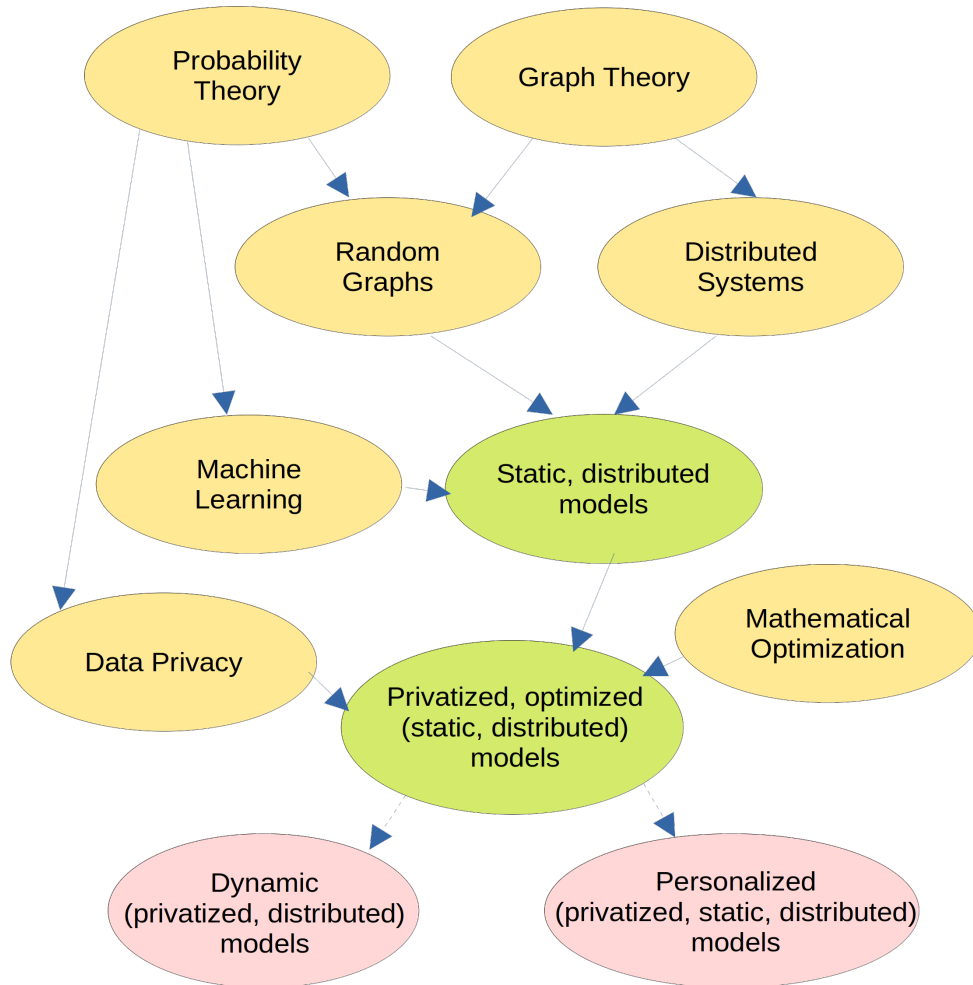 Probability
Theory
Graph Theory
Random
Graphs
Distributed
Systems
Machine
Learning
Static, distributed
models
Mathematical
Optimization
Data Privacy
Privatized, optimized
(static, distributed)
models
Dynamic
(privatized, distributed)
models
Personalized
(privatized, static, distributed)
models